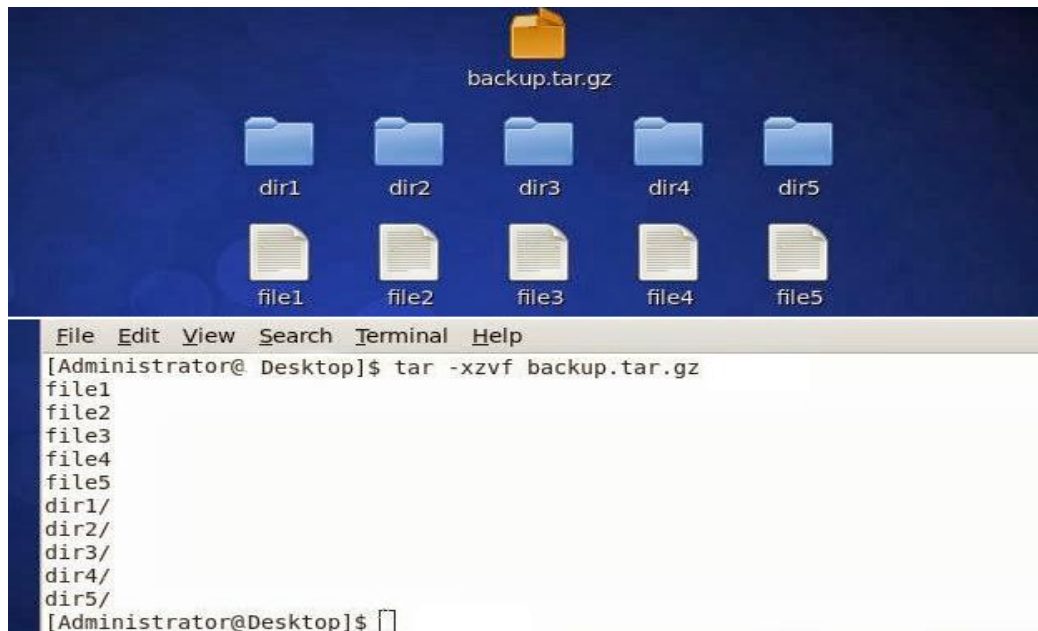 backup.tar.gz
dir1 dir2 dir3 dir4 dir5
file1 file2 file3 file4 file5
File Edit View Search Terminal Help
[Administrator@ Desktop]$ tar -xzvf backup.tar.gz
file1
file2
file3
file4
file5
dir1/
dir2/
dir3/
dir4/
dir5/
[Administrator@Desktop]$